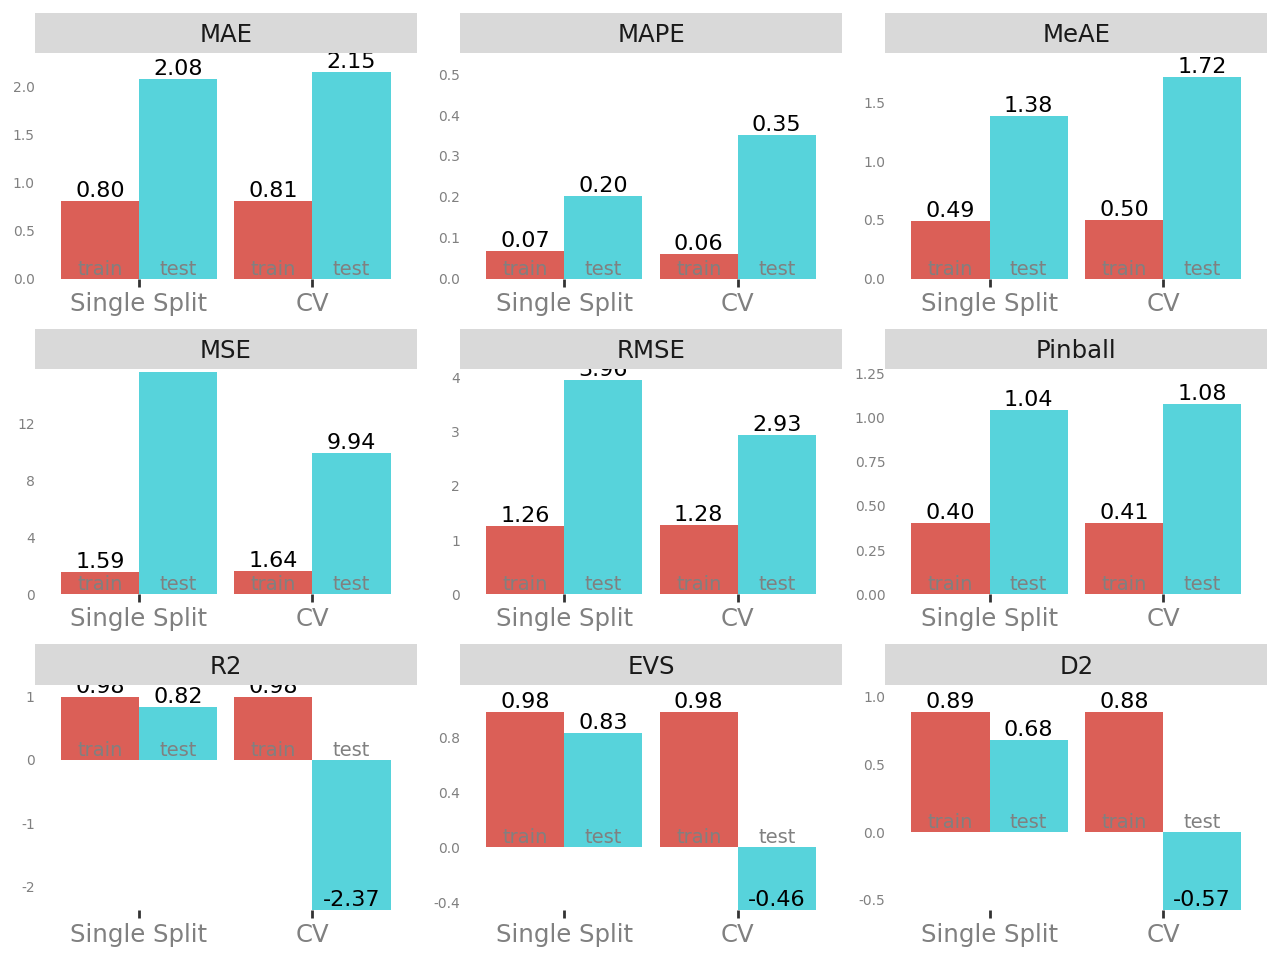 MAE
MAPE
MeAE
2.0
1.5
1.0
0.5
0.0
0.80
2.08
0.81
2.15
train
test
train
test
Single Split
CV
0.5
0.4
0.3
0.2
0.1
0.0
0.07
0.20
0.06
0.35
train
test
train
test
Single Split
CV
1.5
1.0
0.5
0.0
0.49
1.38
0.50
1.72
train
test
train
test
Single Split
CV
MSE
RMSE
Pinball
12
8
4
0
1.59
1.64
9.94
train
test
train
test
Single Split
CV
4
3
2
1
0
1.26
3.96
1.28
2.93
train
test
train
test
Single Split
CV
1.25
1.00
0.75
0.50
0.25
0.00
0.40
1.04
0.41
1.08
train
test
train
test
Single Split
CV
R2
EVS
D2
1
0
-1
-2
0.98
0.82
0.98
-2.37
train
test
train
test
Single Split
CV
0.8
0.4
0.0
-0.4
0.98
0.83
0.98
-0.46
train
test
train
test
Single Split
CV
1.0
0.5
0.0
-0.5
0.89
0.68
0.88
-0.57
train
test
train
test
Single Split
CV